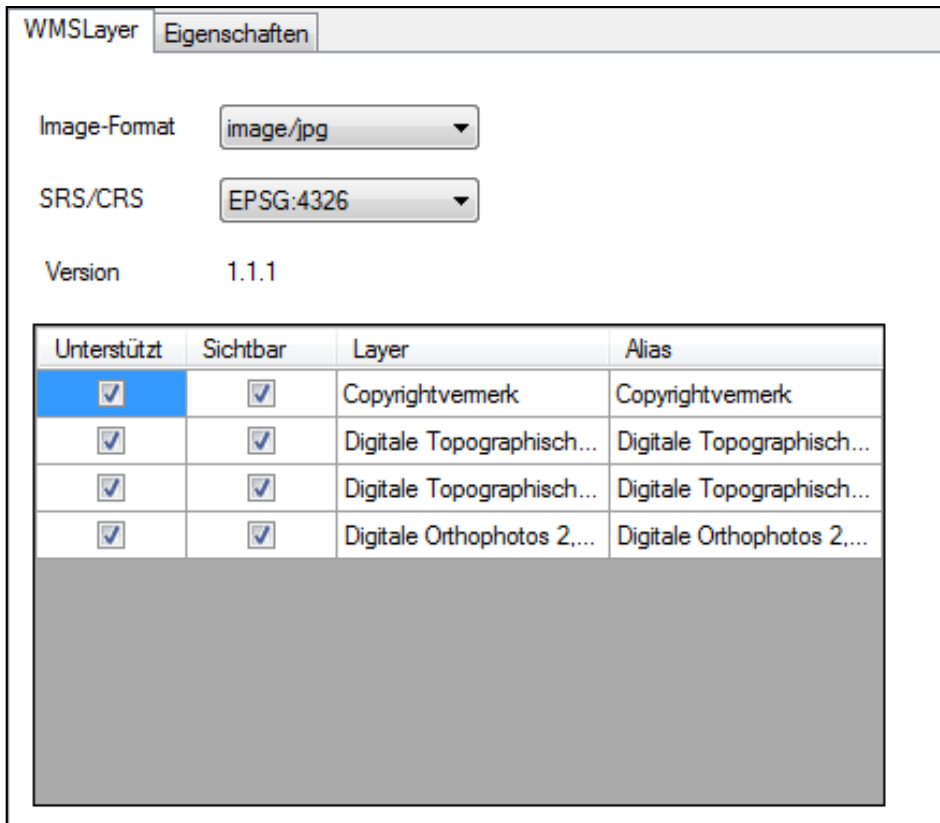 WMSLayer Eigenschaften
Image-Format image/jpg
SRS/CRS EPSG:4326
Version 1.1.1
Unterstützt Sichtbar Layer Alias
Copyrightvermerk Copyrightvermerk
Digitale Topographisch... Digitale Topographisch...
Digitale Topographisch... Digitale Topographisch...
Digitale Orthophotos 2,... Digitale Orthophotos 2,...